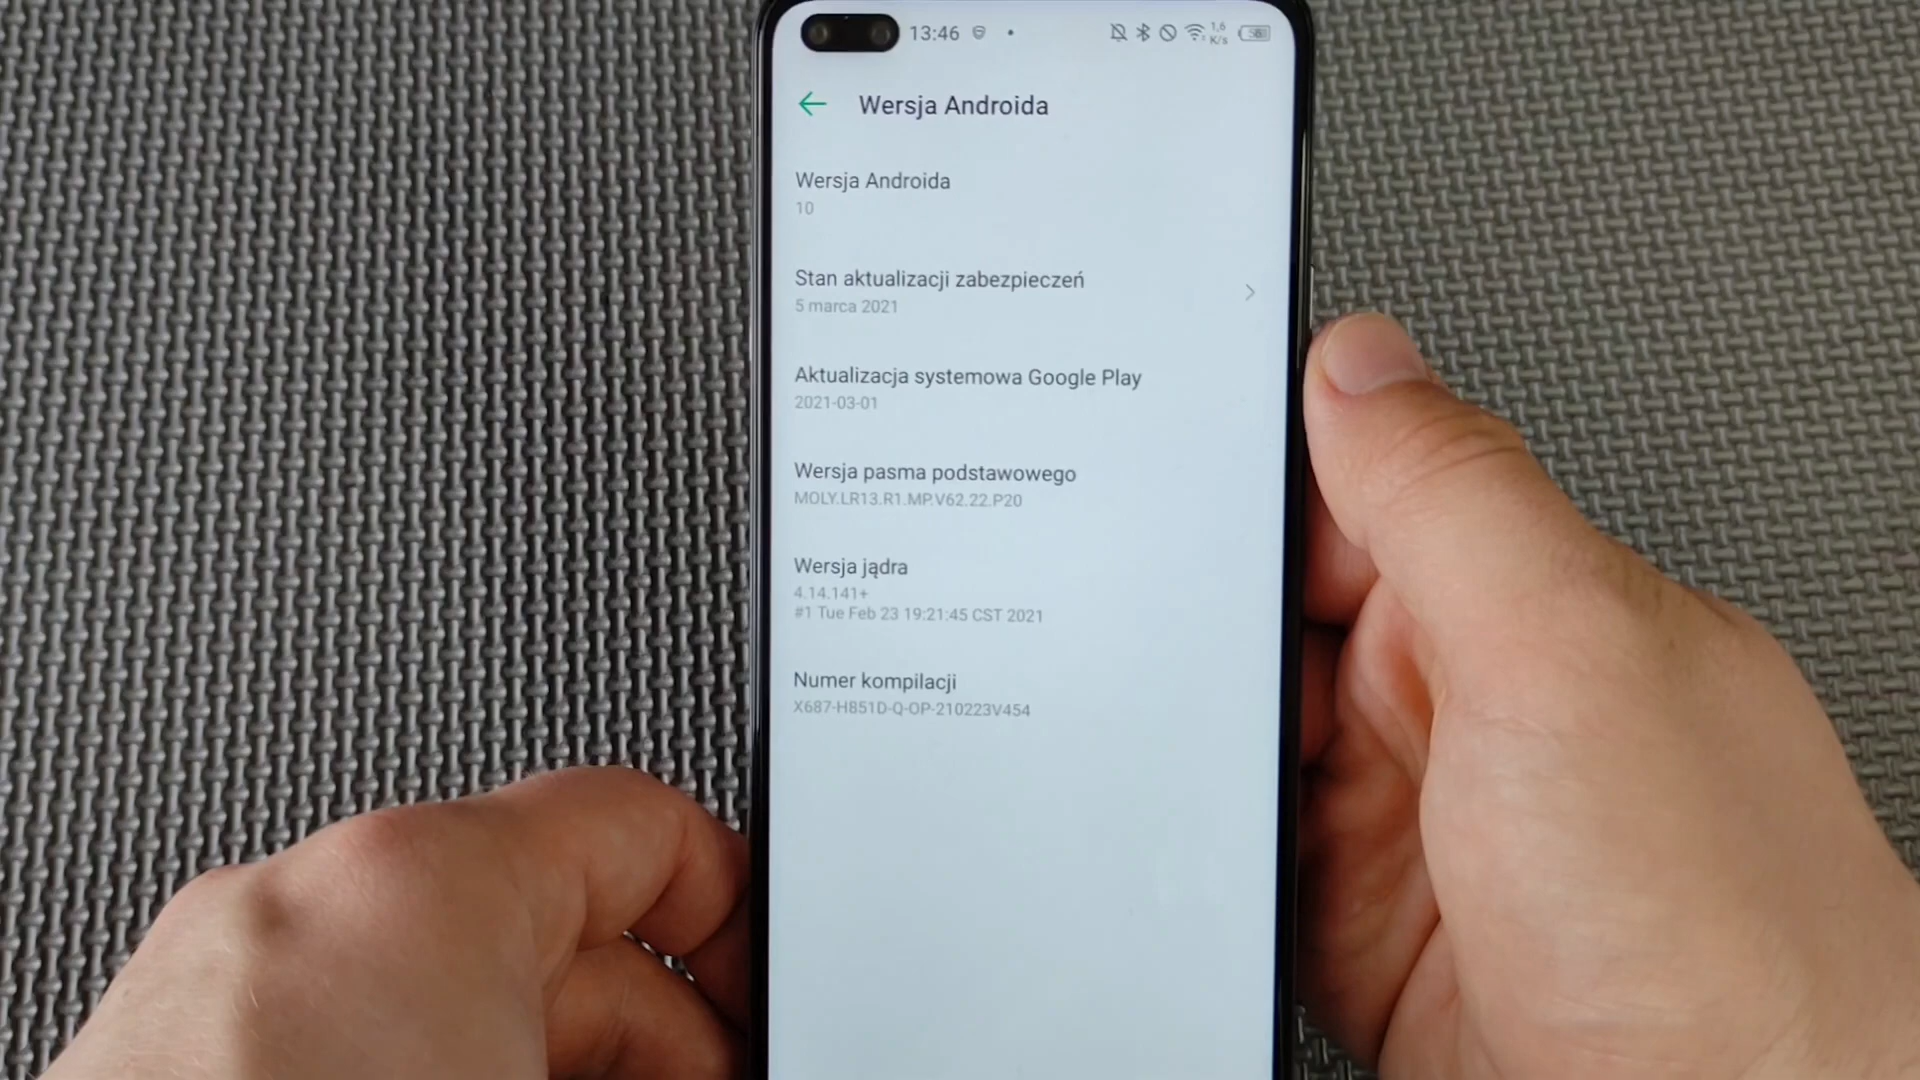 13:46
1,6
K/s
Wersja Androida
Wersja Androida
10
Stan aktualizacji zabezpieczeń
5 marca 2021
Aktualizacja systemowa Google Play
2021-03-01
Wersja pasma podstawowego
MOLY.LR13.R1.MP.V62.22.P20
Wersja jądra
4.14.141+
#1 Tue Feb 23 19:21:45 CST 2021
Numer kompilacji
X687-H851D-Q-OP-210223V454